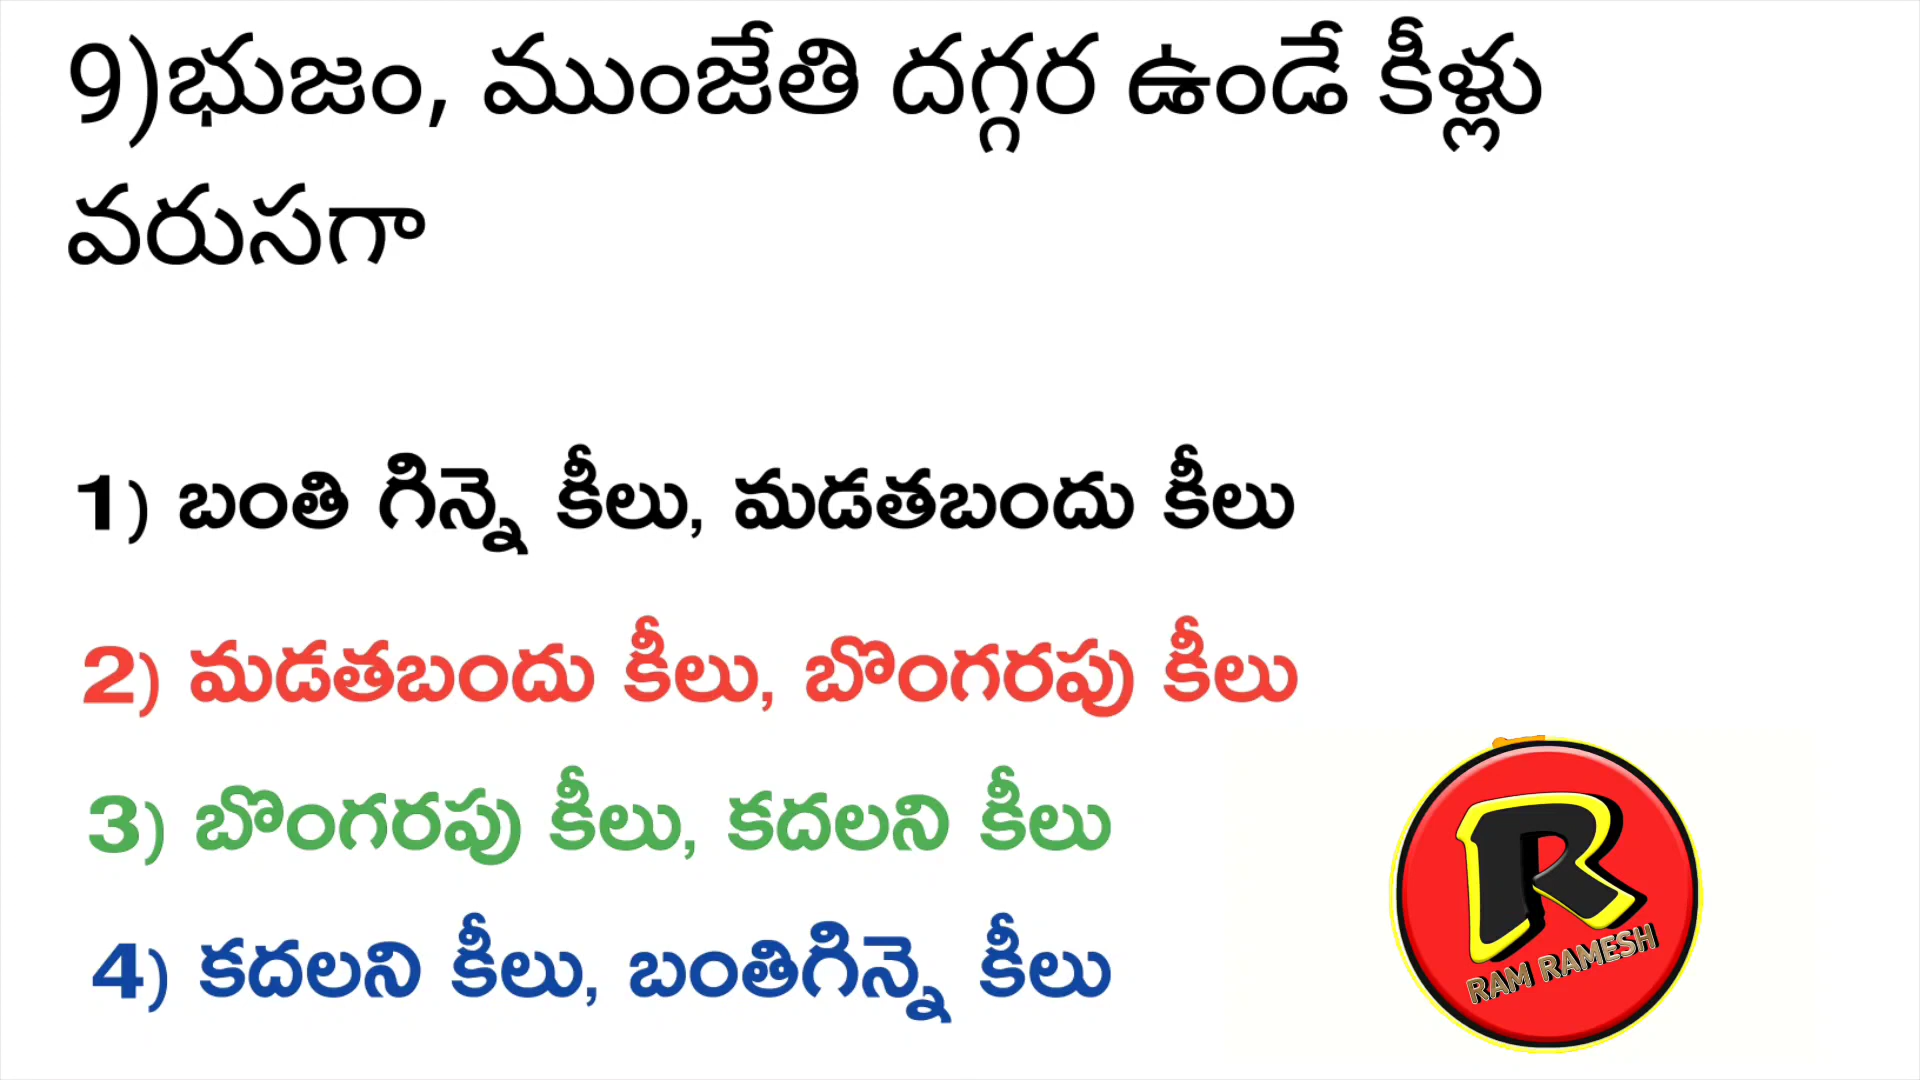 9)భుజం, ముంజేతి దగ్గర ఉండే కీళ్లు
వరుసగా
1) బంతి గిన్నె కీలు, మడతబందు కీలు
2) మడతబందు కీలు, బొంగరపు కీలు
3) బొంగరపు కీలు, కదలని కీలు
4) కదలని కీలు, బంతిగిన్నె కీలు
R
RAM RAMESH